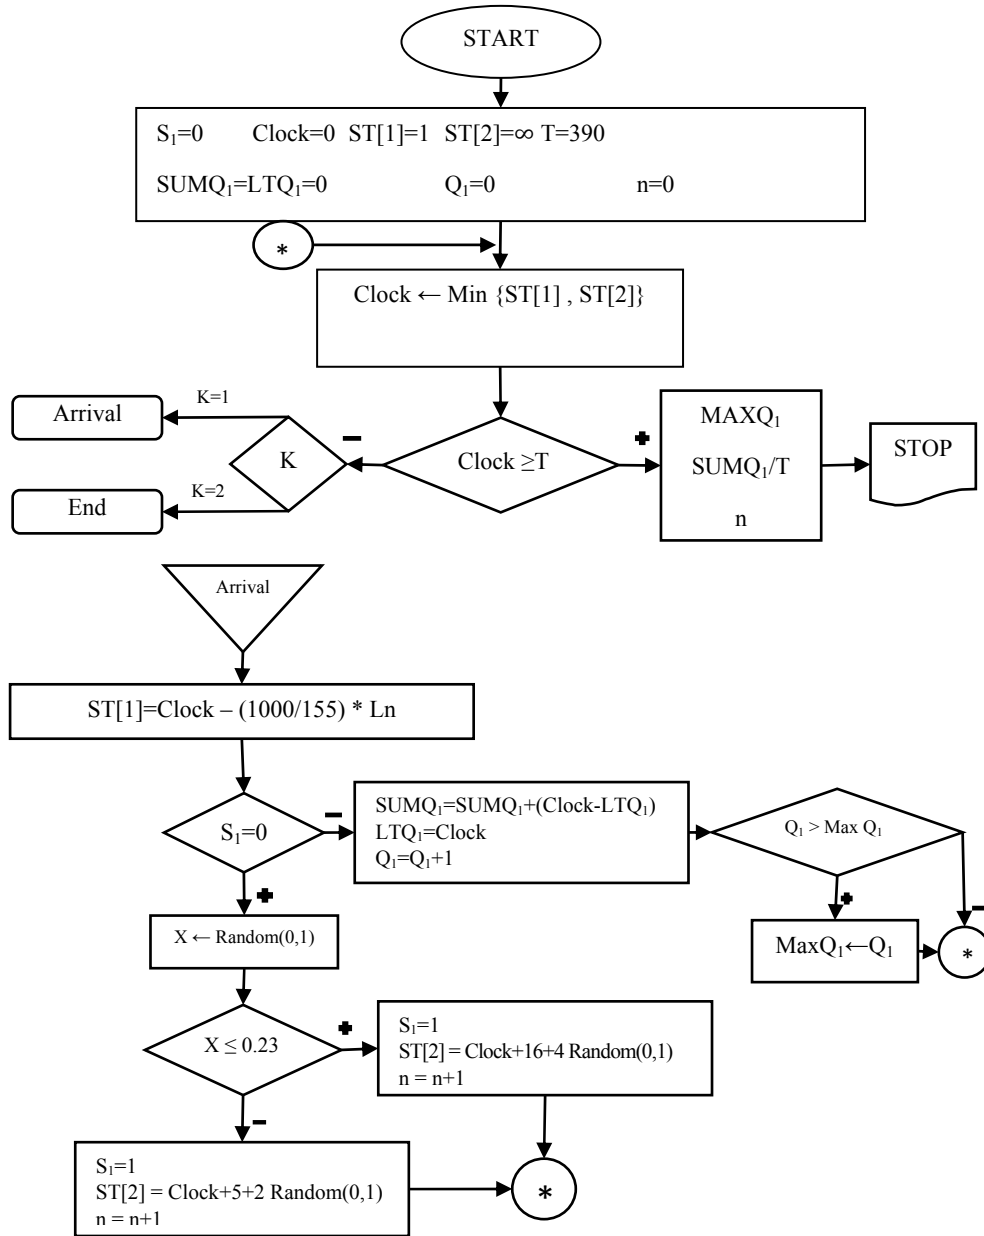 START
S₁=0 Clock=0 ST[1]=1 ST[2]=∞ T=390
SUMQ₁=LTQ₁=0 Q₁=0 n=0
*
Clock ← Min {ST[1] , ST[2]}
Arrival
K=1
K
K=2
End
−
Clock ≥T
+
MAXQ₁
SUMQ₁/T
n
STOP
Arrival
ST[1]=Clock – (1000/155) * Ln
S₁=0
−
SUMQ₁=SUMQ₁+(Clock-LTQ₁)
LTQ₁=Clock
Q₁=Q₁+1
Q₁ > Max Q₁
+
−
MaxQ₁←Q₁
*
+
X ← Random(0,1)
X ≤ 0.23
+
S₁=1
ST[2] = Clock+16+4 Random(0,1)
n = n+1
−
S₁=1
ST[2] = Clock+5+2 Random(0,1)
n = n+1
*